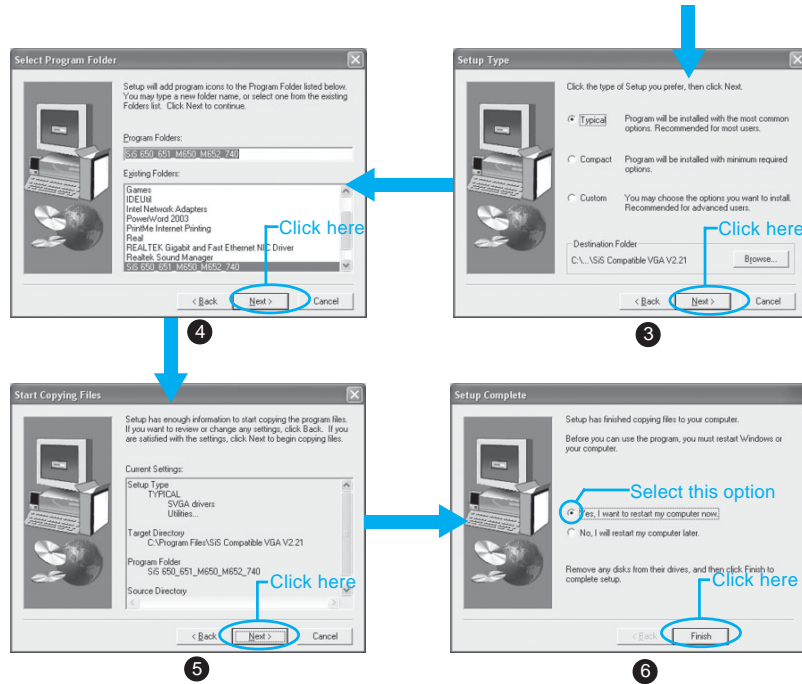 Select Program Folder
Setup will add program icons to the Program Folder listed below.
You may type a new folder name, or select one from the existing
Folders list. Click Next to continue.
Program Folders:
SiS 650_651_M650_M652_740
Existing Folders:
Games
IDEUtil
Intel Network Adapters
PowerWord 2003
PrintMe Internet Printing
Real
REALTEK Gigabit and Fast Ethernet NIC Driver
Realtek Sound Manager
SiS 650_651_M650_M652_740
Click here
< Back
Next >
Cancel
4
Setup Type
Click the type of Setup you prefer, then click Next.
Typical
Program will be installed with the most common
options. Recommended for most users.
Compact
Program will be installed with minimum required
options.
Custom
You may choose the options you want to install.
Recommended for advanced users.
Click here
Destination Folder
C:\...\SiS Compatible VGA V2.21
Browse...
< Back
Next >
Cancel
3
Start Copying Files
Setup has enough information to start copying the program files.
If you want to review or change any settings, click Back. If you
are satisfied with the settings, click Next to begin copying files.
Current Settings:
Setup Type
TYPICAL
SVGA drivers
Utilities...
Target Directory
C:\Program Files\SiS Compatible VGA V2.21
Program Folder
SiS 650_651_M650_M652_740
Source Directory
Click here
< Back
Next >
Cancel
5
Setup Complete
Setup has finished copying files to your computer.
Before you can use the program, you must restart Windows or
your computer.
Select this option
Yes, I want to restart my computer now.
No, I will restart my computer later.
Remove any disks from their drives, and then click Finish to
complete setup.
Click here
< Back
Finish
6